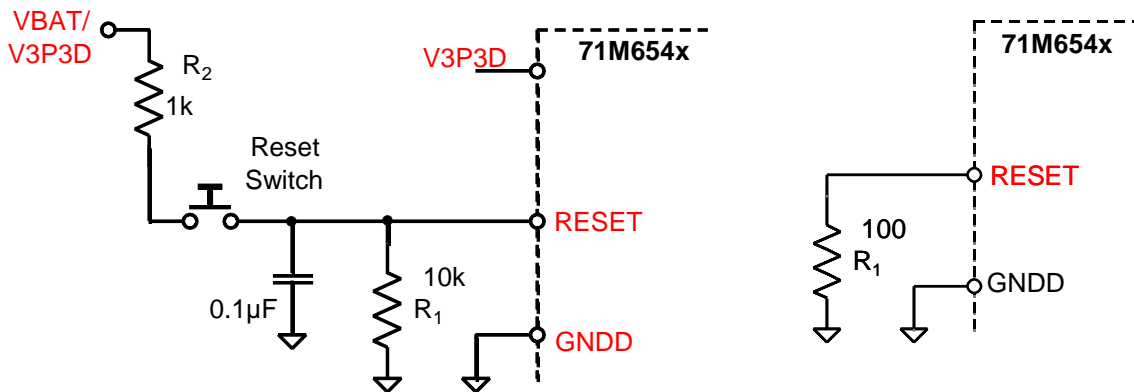 VBAT/
V3P3D
R2
1k
Reset
Switch
0.1µF
10k
R1
V3P3D
71M654x
RESET
GNDD
71M654x
RESET
100
R1
GNDD